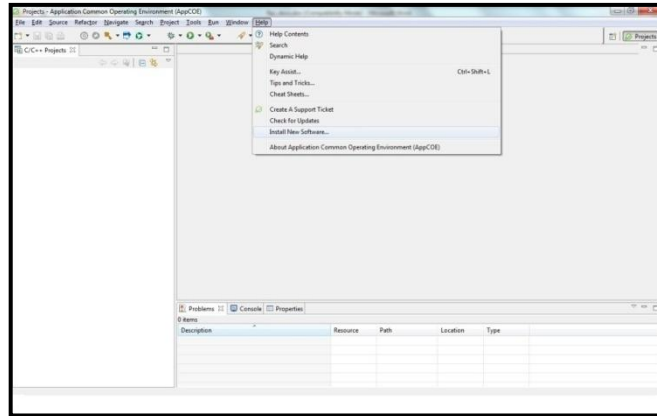 Projects - Application Common Operating Environment (AppCOE)
File Edit Source Refactor Navigate Search Project Tools Run Window Help
Projects
C/C++ Projects
Help Contents
Search
Dynamic Help
Key Assist... Ctrl+Shift+L
Tips and Tricks...
Cheat Sheets...
Create A Support Ticket
Check for Updates
Install New Software...
About Application Common Operating Environment (AppCOE)
Problems Console Properties
0 items
Description Resource Path Location Type